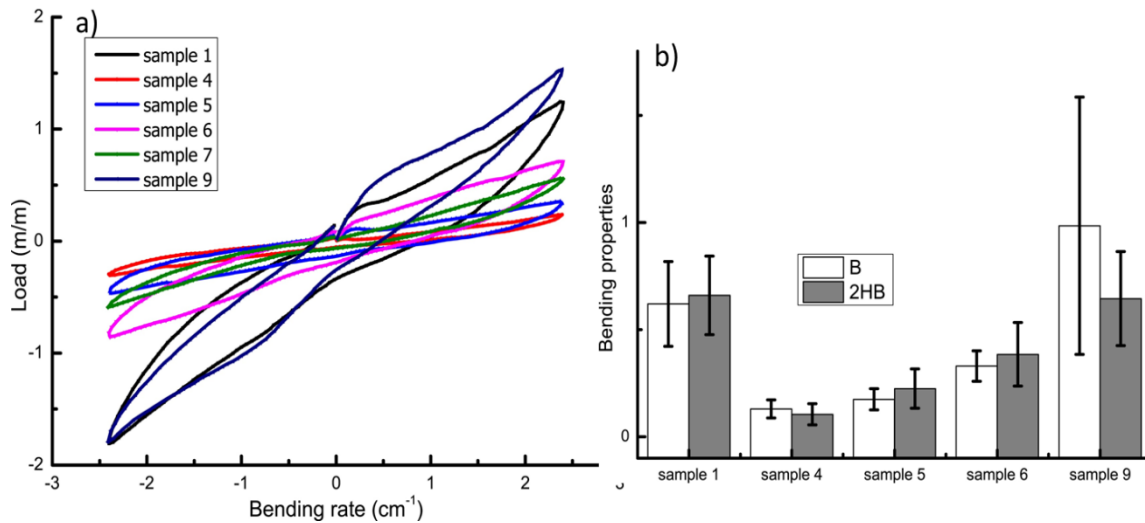 a)
sample 1
sample 4
sample 5
sample 6
sample 7
sample 9
2
1
0
-1
-2
Load (m/m)
-3 -2 -1 0 1 2
Bending rate (cm⁻¹)
b)
B
2HB
1
0
Bending properties
sample 1 sample 4 sample 5 sample 6 sample 9